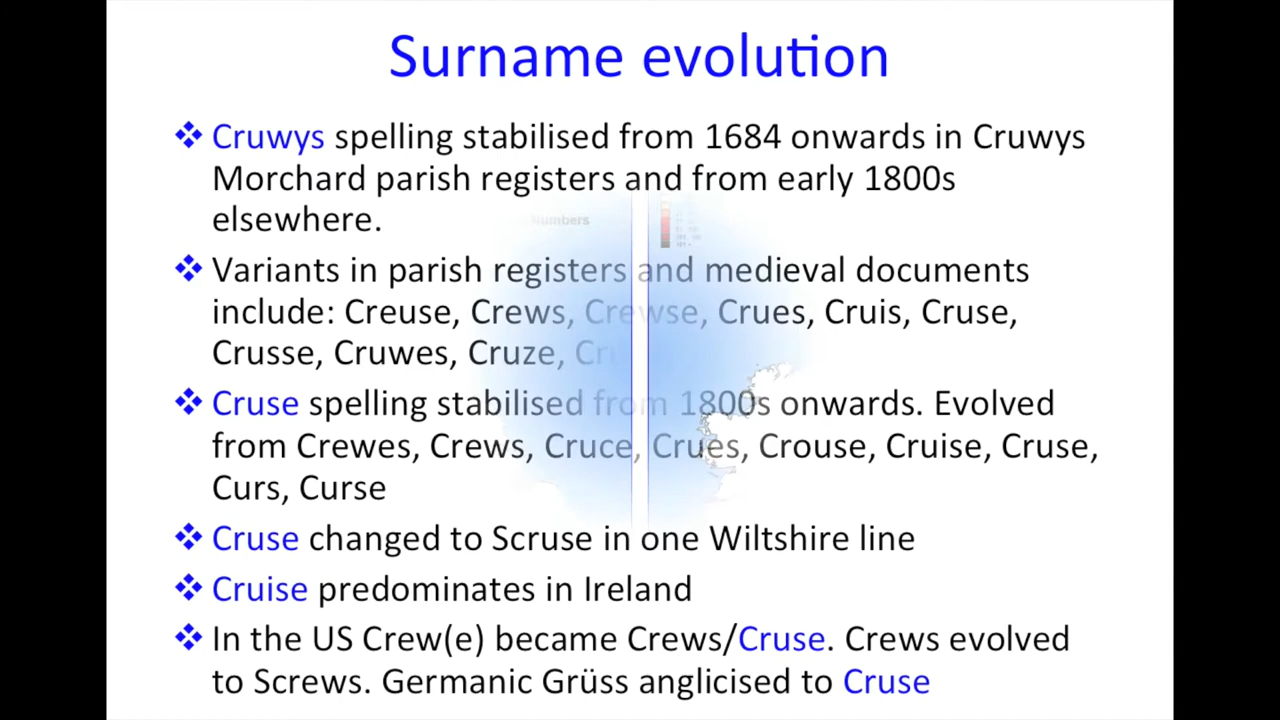 Surname evolution
❖ Cruwys spelling stabilised from 1684 onwards in Cruwys
Morchard parish registers and from early 1800s
elsewhere.
numbers
❖ Variants in parish registers and medieval documents
include: Creuse, Crews, Crewse, Crues, Cruis, Cruse,
Crusse, Cruwes, Cruze,
❖ Cruse spelling stabilised from 1800s onwards. Evolved
from Crewes, Crews, Cruce, Crues, Crouse, Cruise, Cruse,
Curs, Curse
❖ Cruse changed to Scruse in one Wiltshire line
❖ Cruise predominates in Ireland
❖ In the US Crew(e) became Crews/Cruse. Crews evolved
to Screws. Germanic Grüss anglicised to Cruse